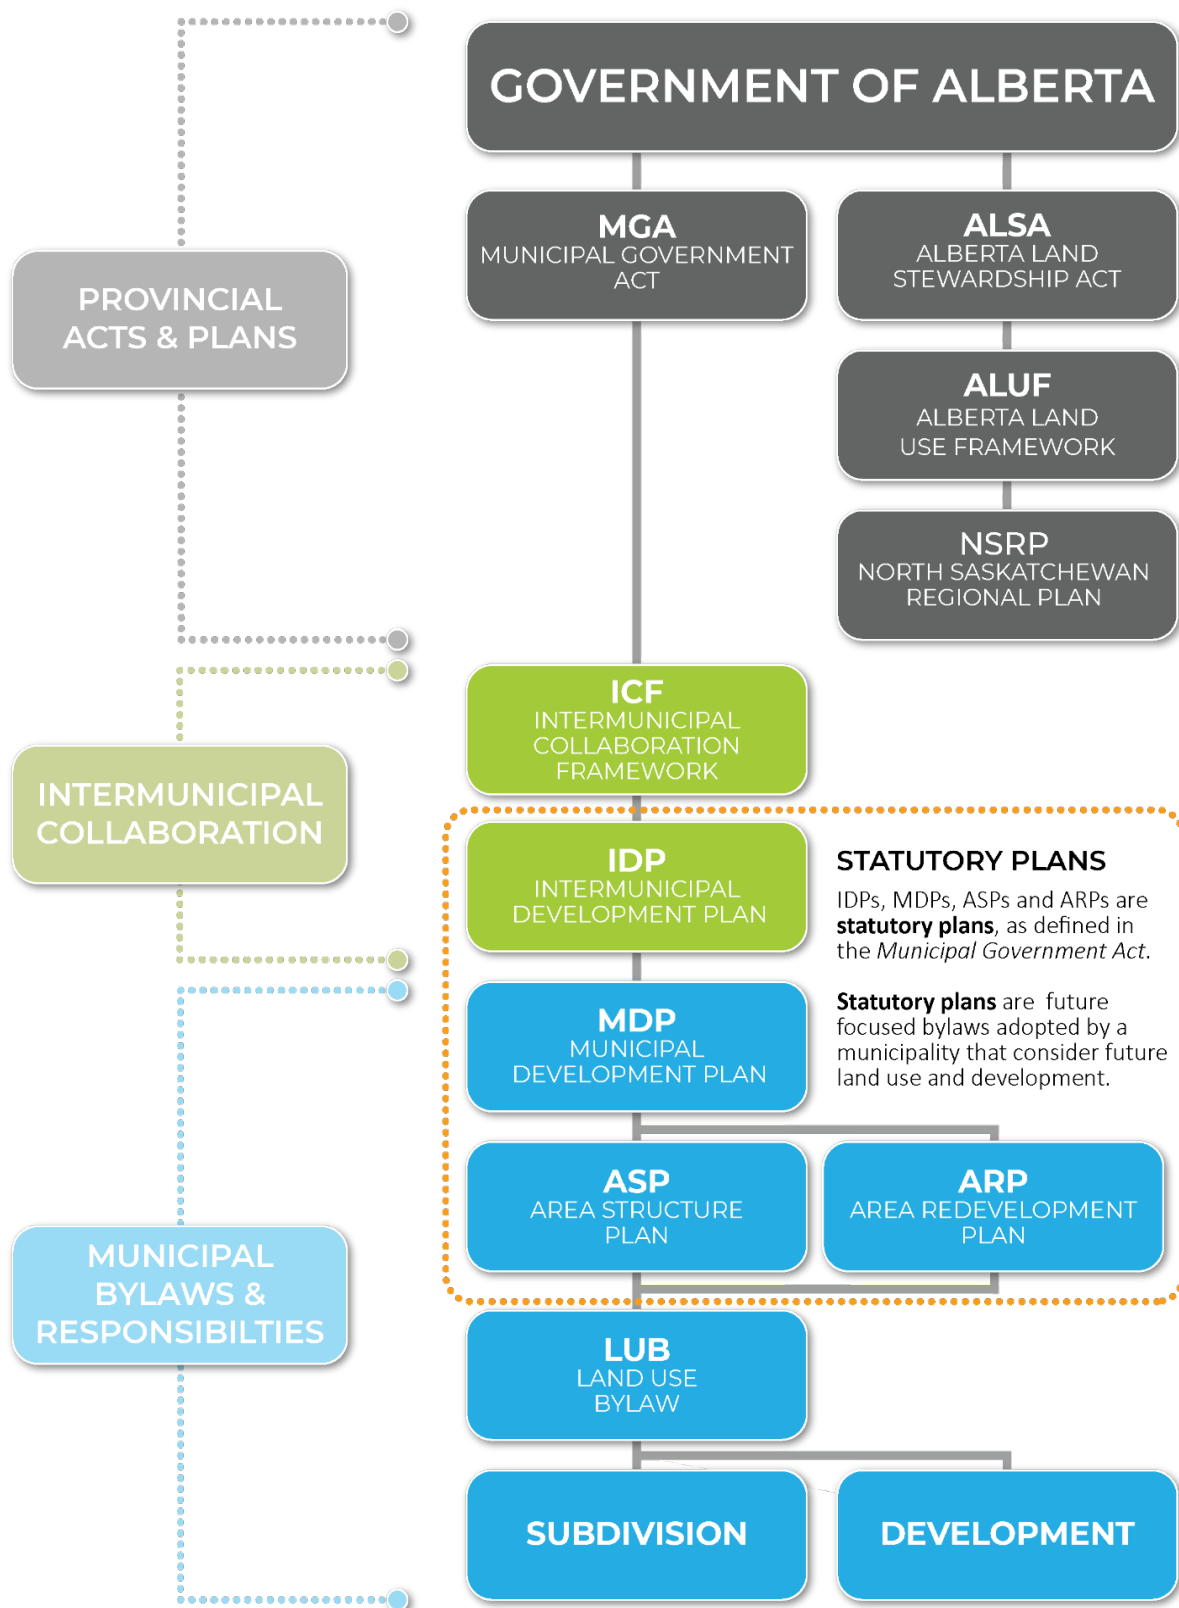 GOVERNMENT OF ALBERTA
MGA
MUNICIPAL GOVERNMENT
ACT
ALSA
ALBERTA LAND
STEWARDSHIP ACT
PROVINCIAL
ACTS & PLANS
ALUF
ALBERTA LAND
USE FRAMEWORK
NSRP
NORTH SASKATCHEWAN
REGIONAL PLAN
ICF
INTERMUNICIPAL
COLLABORATION
FRAMEWORK
INTERMUNICIPAL
COLLABORATION
IDP
INTERMUNICIPAL
DEVELOPMENT PLAN
STATUTORY PLANS
IDPs, MDPs, ASPs and ARPs are
statutory plans, as defined in
the Municipal Government Act.
Statutory plans are future
focused bylaws adopted by a
municipality that consider future
land use and development.
MDP
MUNICIPAL
DEVELOPMENT PLAN
ASP
AREA STRUCTURE
PLAN
ARP
AREA REDEVELOPMENT
PLAN
MUNICIPAL
BYLAWS &
RESPONSIBILTIES
LUB
LAND USE
BYLAW
SUBDIVISION
DEVELOPMENT